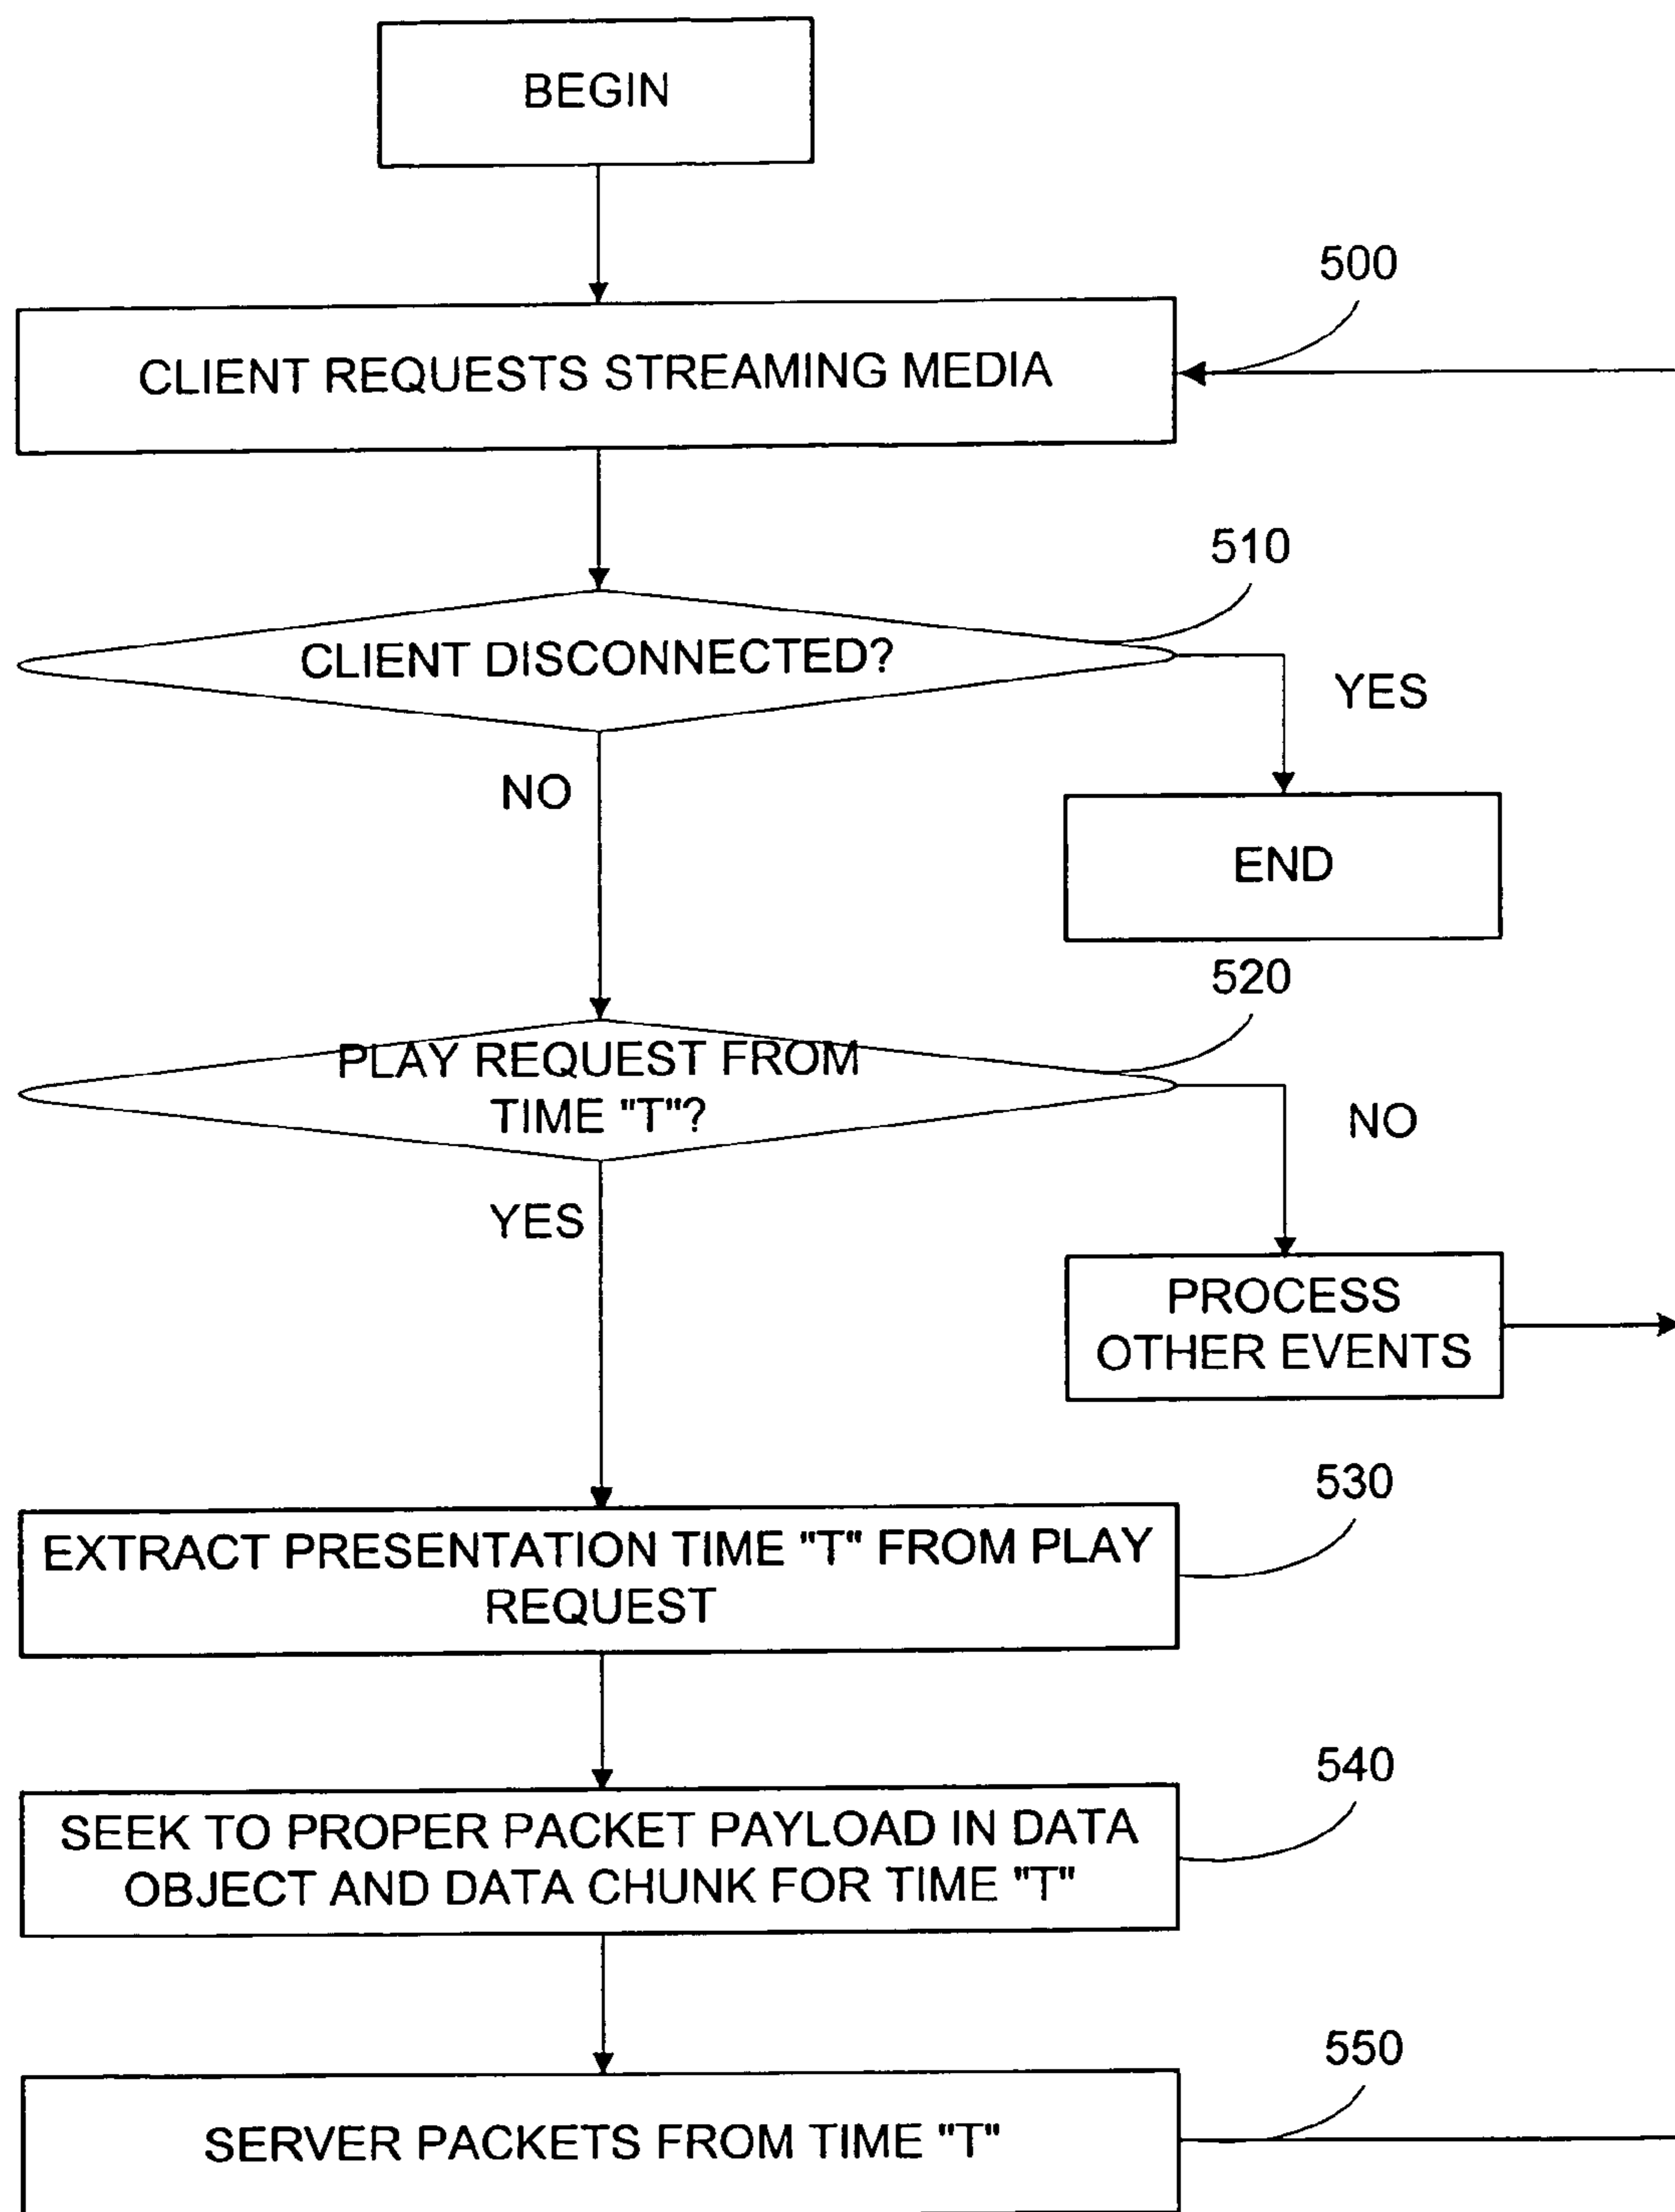 BEGIN
500
CLIENT REQUESTS STREAMING MEDIA
510
CLIENT DISCONNECTED?
YES
NO
END
520
PLAY REQUEST FROM
TIME "T"?
NO
YES
PROCESS
OTHER EVENTS
530
EXTRACT PRESENTATION TIME "T" FROM PLAY
REQUEST
540
SEEK TO PROPER PACKET PAYLOAD IN DATA
OBJECT AND DATA CHUNK FOR TIME "T"
550
SERVER PACKETS FROM TIME "T"